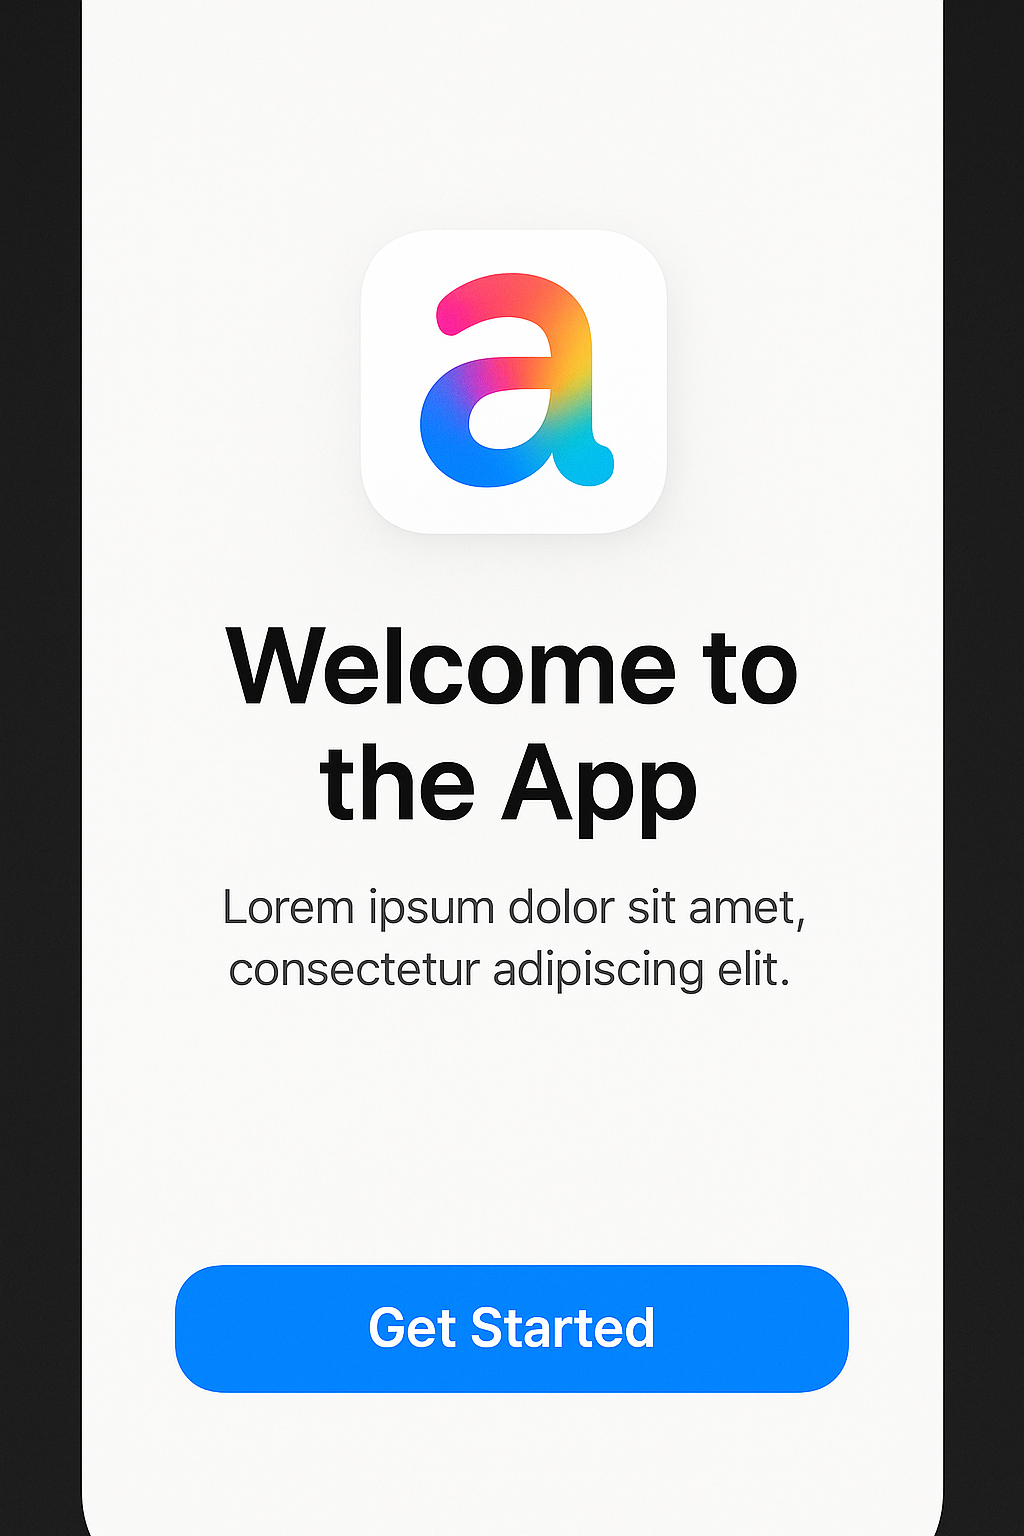 a
Welcome to
the App
Lorem ipsum dolor sit amet,
consectetur adipiscing elit.
Get Started